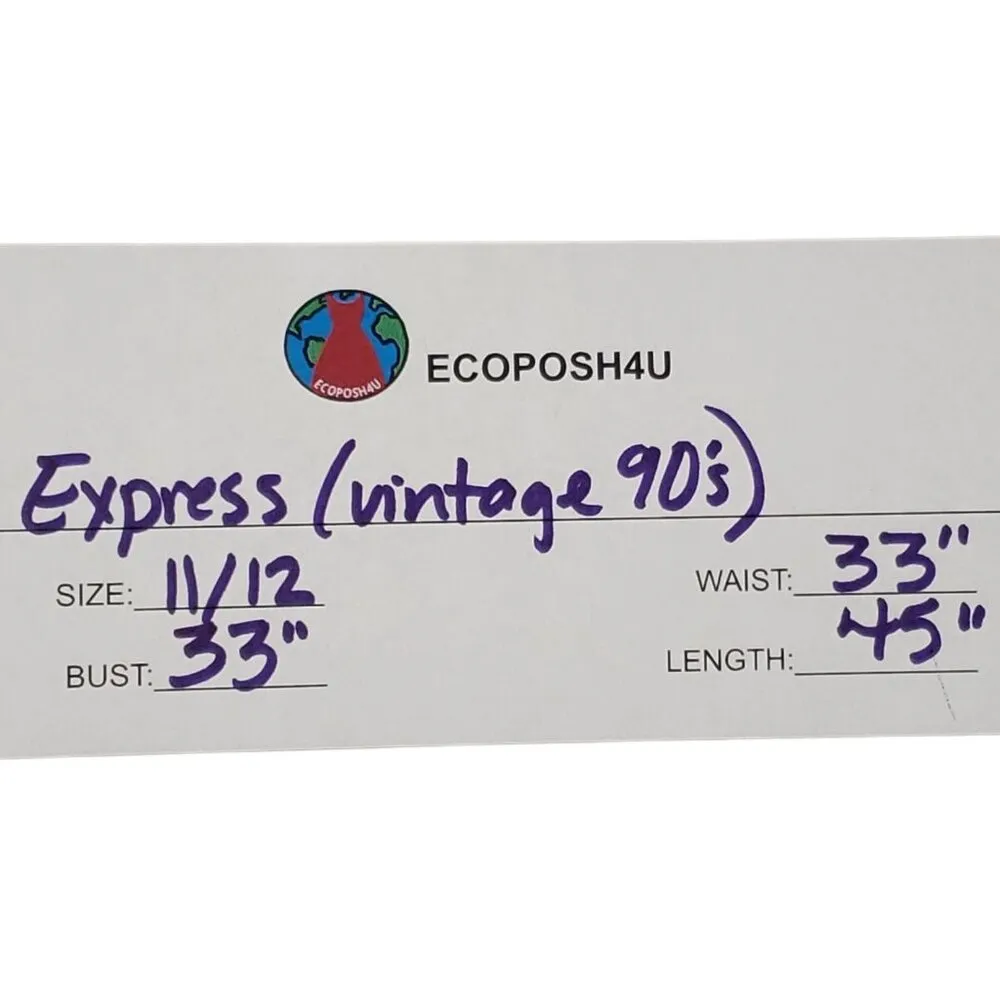 ECOPOSH4U
ECOPOSH4U
Express (vintage 90's)
SIZE: 11/12
WAIST: 33"
BUST: 33"
LENGTH: 45"